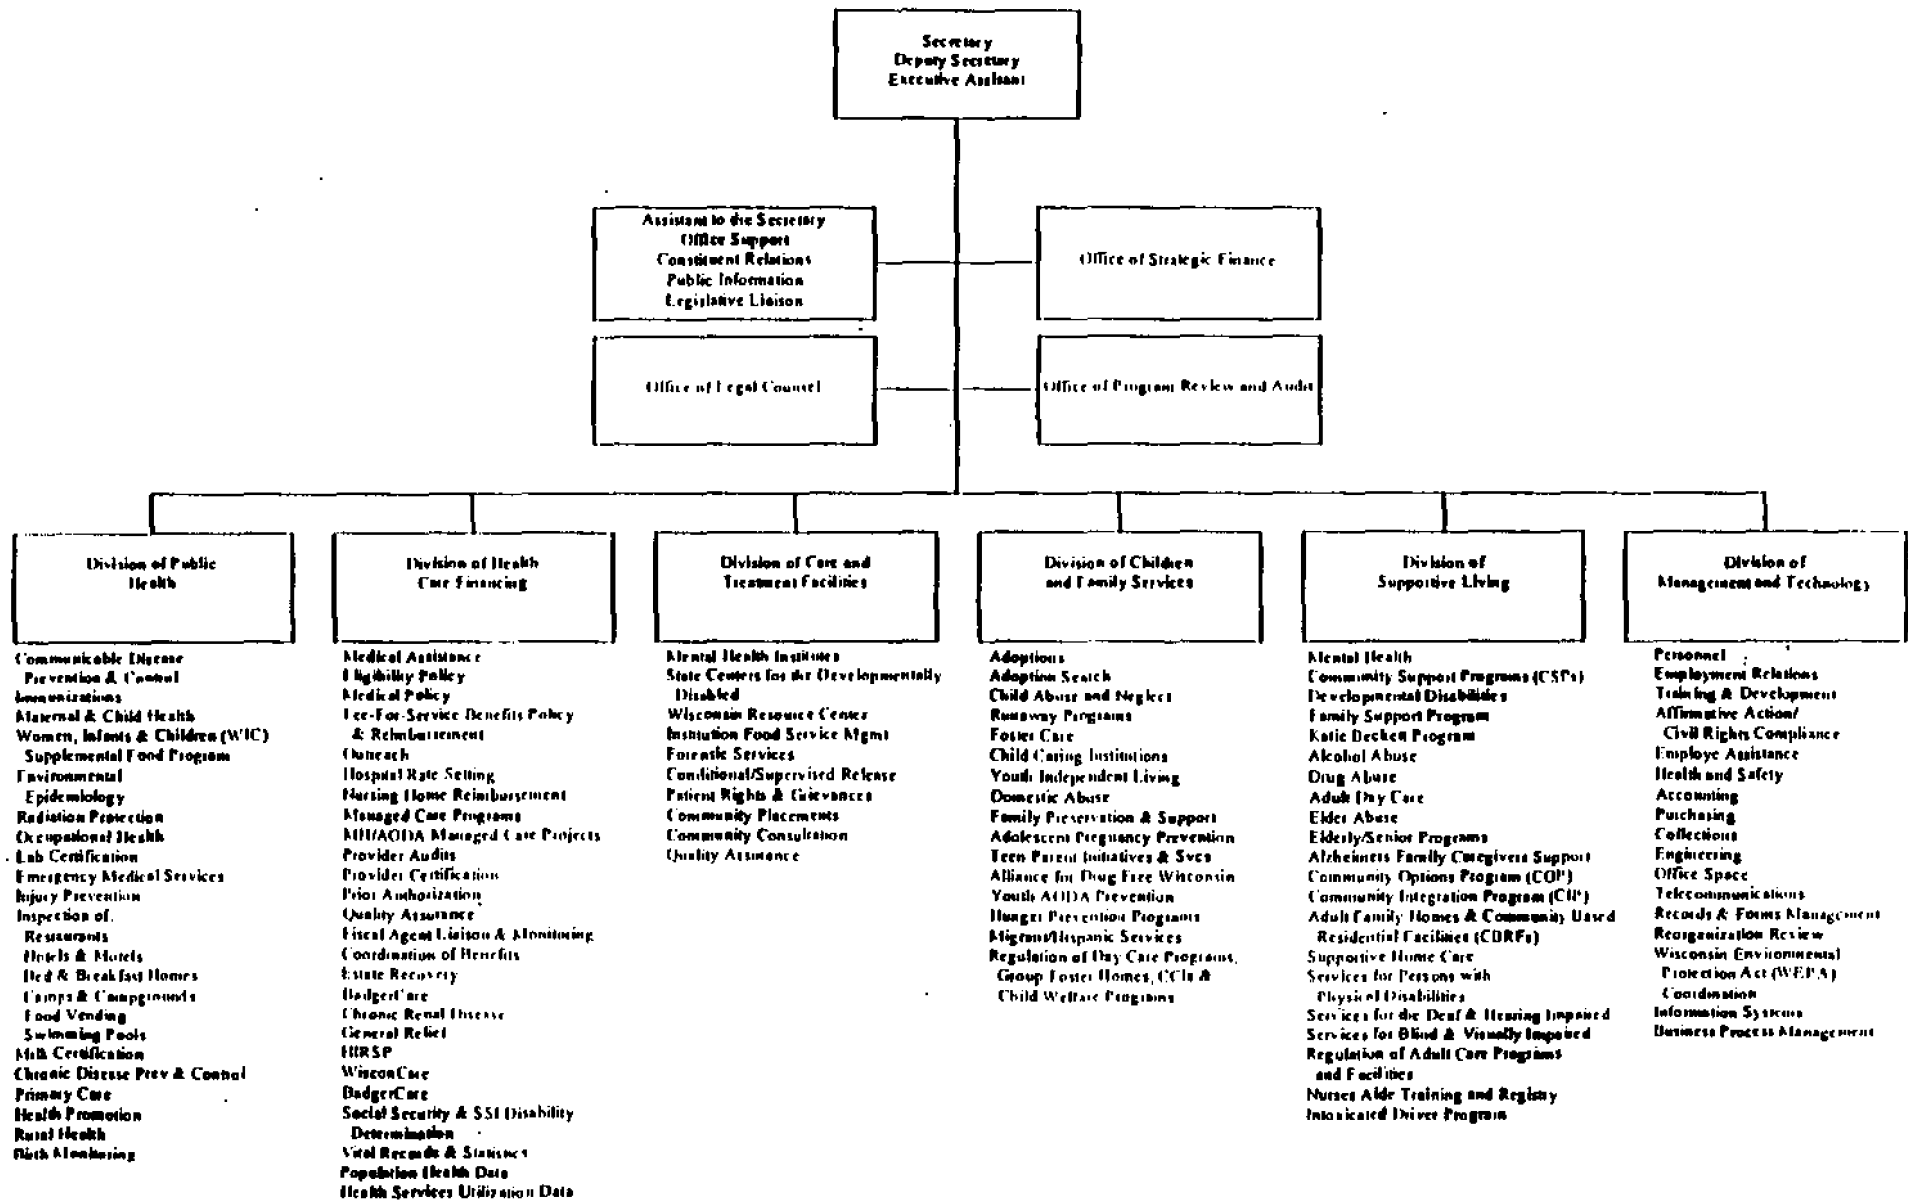 Secretary
Deputy Secretary
Executive Assistant
Assistant to the Secretary
Office Support
Constituent Relations
Public Information
Legislative Liaison
Office of Strategic Finance
Office of Legal Counsel
Office of Program Review and Audit
Division of Public
Health
Communicable Disease
Prevention & Control
Immunizations
Maternal & Child Health
Women, Infants & Children (WIC)
Supplemental Food Program
Environmental
Epidemiology
Radiation Protection
Occupational Health
Lab Certification
Emergency Medical Services
Injury Prevention
Inspection of.
Restaurants
Hotels & Motels
Bed & Breakfast Homes
Camps & Campgrounds
Food Vending
Swimming Pools
Milk Certification
Chronic Disease Prev & Control
Primary Care
Health Promotion
Rural Health
Birth Monitoring
Division of Health
Care Financing
Medical Assistance
Eligibility Policy
Medical Policy
Fee-For-Service Benefits Policy
& Reimbursement
Outreach
Hospital Rate Setting
Nursing Home Reimbursement
Managed Care Programs
MH/AODA Managed Care Projects
Provider Audits
Provider Certification
Prior Authorization
Quality Assurance
Fiscal Agent Liaison & Monitoring
Coordination of Benefits
Estate Recovery
BadgerCare
Chronic Renal Disease
General Relief
HIRSP
WisconCare
BadgerCare
Social Security & SSI Disability
Determination
Vital Records & Statistics
Population Health Data
Health Services Utilization Data
Division of Care and
Treatment Facilities
Mental Health Institutes
State Centers for the Developmentally
Disabled
Wisconsin Resource Center
Institution Food Service Mgmt
Forensic Services
Conditional/Supervised Release
Patient Rights & Grievances
Community Placements
Community Consultation
Quality Assurance
Division of Children
and Family Services
Adoptions
Adoption Search
Child Abuse and Neglect
Runaway Programs
Foster Care
Child Caring Institutions
Youth Independent Living
Domestic Abuse
Family Preservation & Support
Adolescent Pregnancy Prevention
Teen Parent Initiatives & Svcs
Alliance for Drug Free Wisconsin
Youth AODA Prevention
Hunger Prevention Programs
Migrant/Hispanic Services
Regulation of Day Care Programs,
Group Foster Homes, CCIs &
Child Welfare Programs
Division of
Supportive Living
Mental Health
Community Support Programs (CSPs)
Developmental Disabilities
Family Support Program
Katie Beckett Program
Alcohol Abuse
Drug Abuse
Adult Day Care
Elder Abuse
Elderly/Senior Programs
Alzheimers Family Caregivers Support
Community Options Program (COP)
Community Integration Program (CIP)
Adult Family Homes & Community Based
Residential Facilities (CBRFs)
Supportive Home Care
Services for Persons with
Physical Disabilities
Services for the Deaf & Hearing Impaired
Services for Blind & Visually Impaired
Regulation of Adult Care Programs
and Facilities
Nurses Aide Training and Registry
Intoxicated Driver Program
Division of
Management and Technology
Personnel
Employment Relations
Training & Development
Affirmative Action/
Civil Rights Compliance
Employe Assistance
Health and Safety
Accounting
Purchasing
Collections
Engineering
Office Space
Telecommunications
Records & Forms Management
Reorganization Review
Wisconsin Environmental
Protection Act (WEPA)
Coordination
Information Systems
Business Process Management